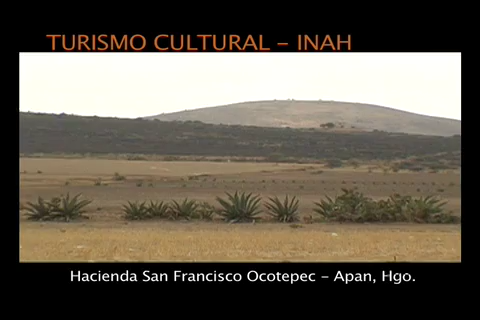 TURISMO CULTURAL - INAH
Hacienda San Francisco Ocotepec - Apan, Hgo.